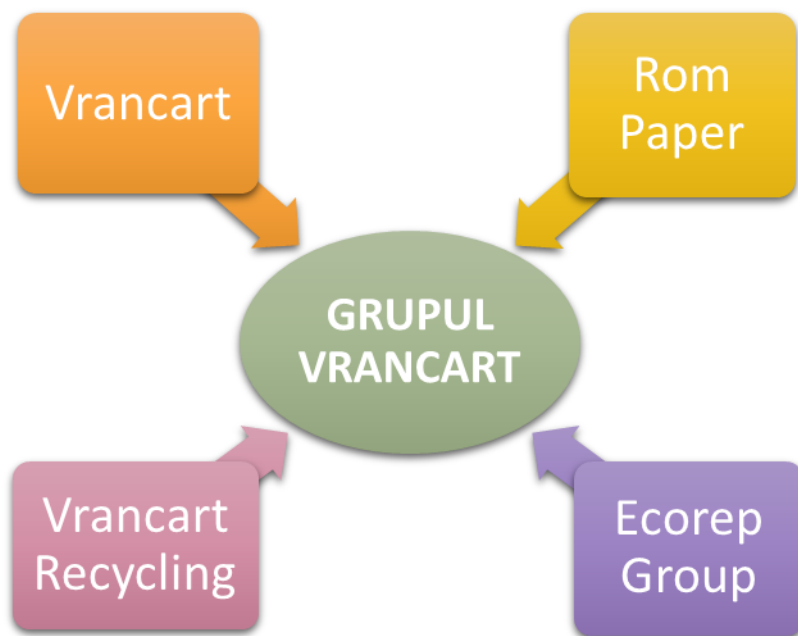 Vrancart
Rom
Paper
GRUPUL
VRANCART
Vrancart
Recycling
Ecorep
Group